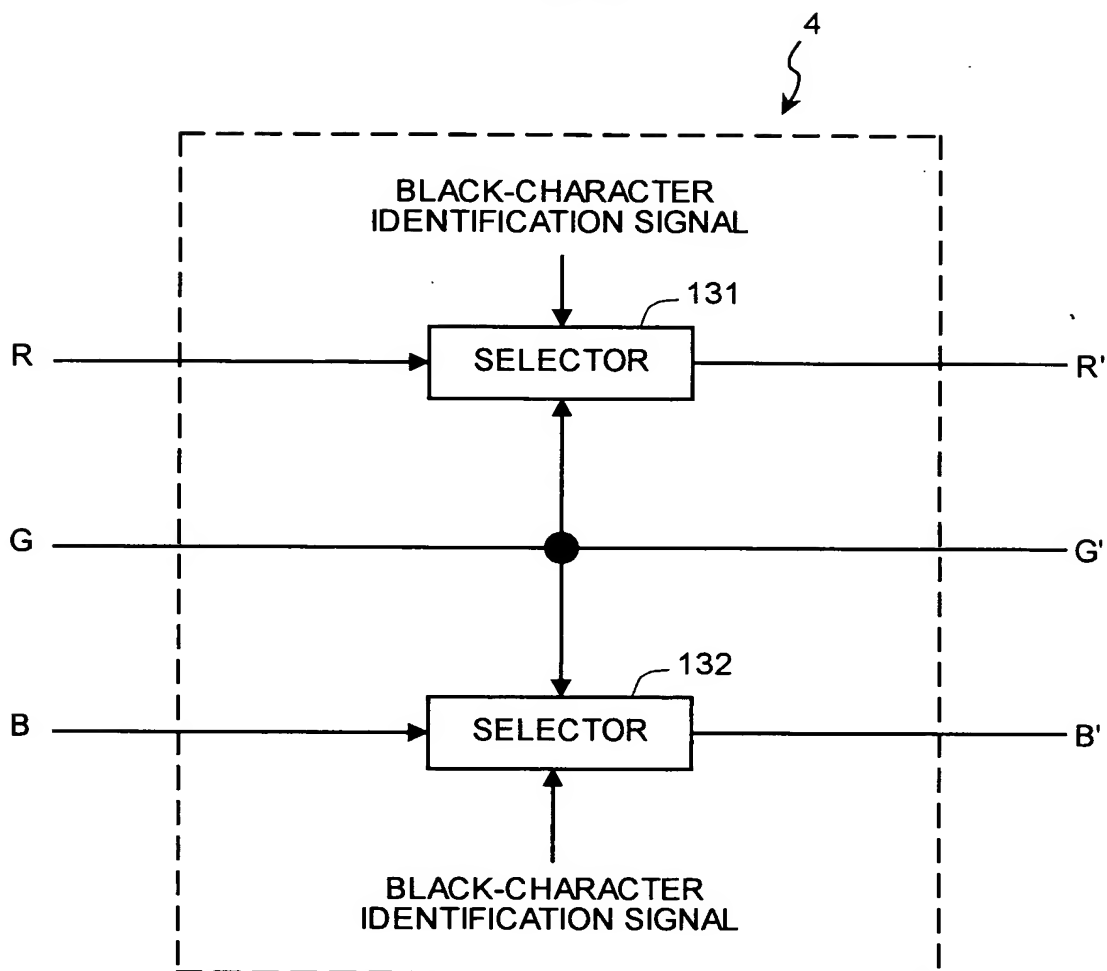 4
BLACK-CHARACTER
IDENTIFICATION SIGNAL
131
R
SELECTOR
R'
G
G'
132
B
SELECTOR
B'
BLACK-CHARACTER
IDENTIFICATION SIGNAL